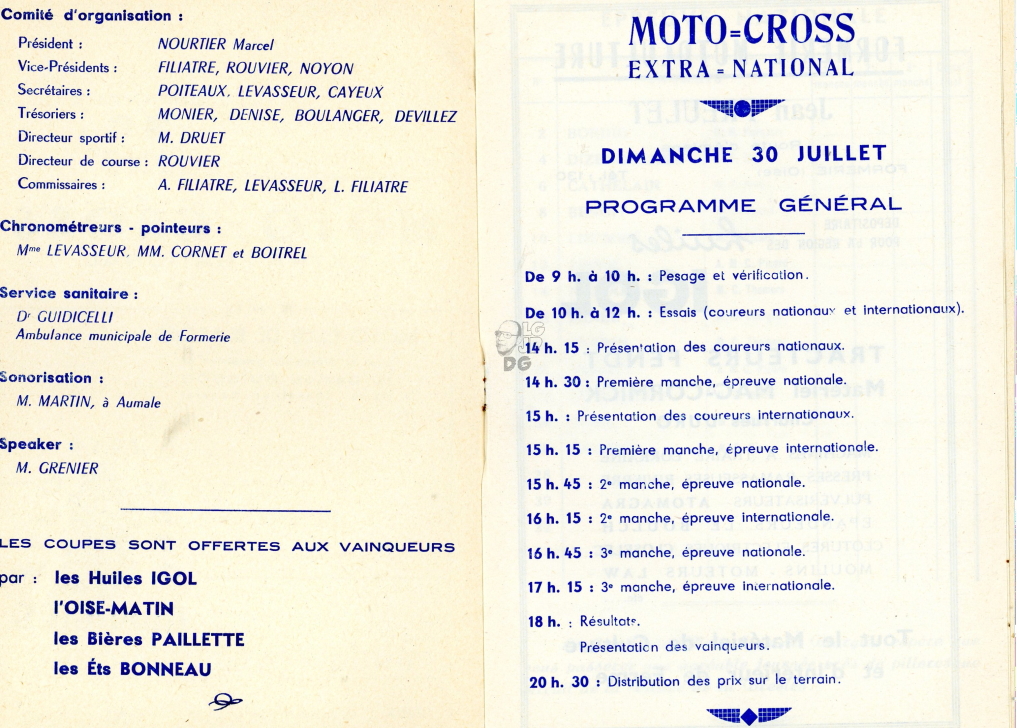 Comité d'organisation :
Président : NOURTIER Marcel
Vice-Présidents : FILIATRE, ROUVIER, NOYON
Secrétaires : POITEAUX, LEVASSEUR, CAYEUX
Trésoriers : MONIER, DENISE, BOULANGER, DEVILLEZ
Directeur sportif : M. DRUET
Directeur de course : ROUVIER
Commissaires : A. FILIATRE, LEVASSEUR, L. FILIATRE
Chronométreurs - pointeurs :
Mme LEVASSEUR, MM. CORNET et BOITREL
Service sanitaire :
Dr GUIDICELLI
Ambulance municipale de Formerie
Sonorisation :
M. MARTIN, à Aumale
Speaker :
M. GRENIER
LES COUPES SONT OFFERTES AUX VAINQUEURS
par : les Huiles IGOL
l'OISE-MATIN
les Bières PAILLETTE
les Éts BONNEAU
MOTO=CROSS
EXTRA=NATIONAL
DIMANCHE 30 JUILLET
PROGRAMME GÉNÉRAL
De 9 h. à 10 h. : Pesage et vérification.
De 10 h. à 12 h. : Essais (coureurs nationaux et internationaux).
14 h. 15 : Présentation des coureurs nationaux.
14 h. 30 : Première manche, épreuve nationale.
15 h. : Présentation des coureurs internationaux.
15 h. 15 : Première manche, épreuve internationale.
15 h. 45 : 2e manche, épreuve nationale.
16 h. 15 : 2e manche, épreuve internationale.
16 h. 45 : 3e manche, épreuve nationale.
17 h. 15 : 3e manche, épreuve internationale.
18 h. : Résultats.
Présentation des vainqueurs.
20 h. 30 : Distribution des prix sur le terrain.
LG
JP
DG